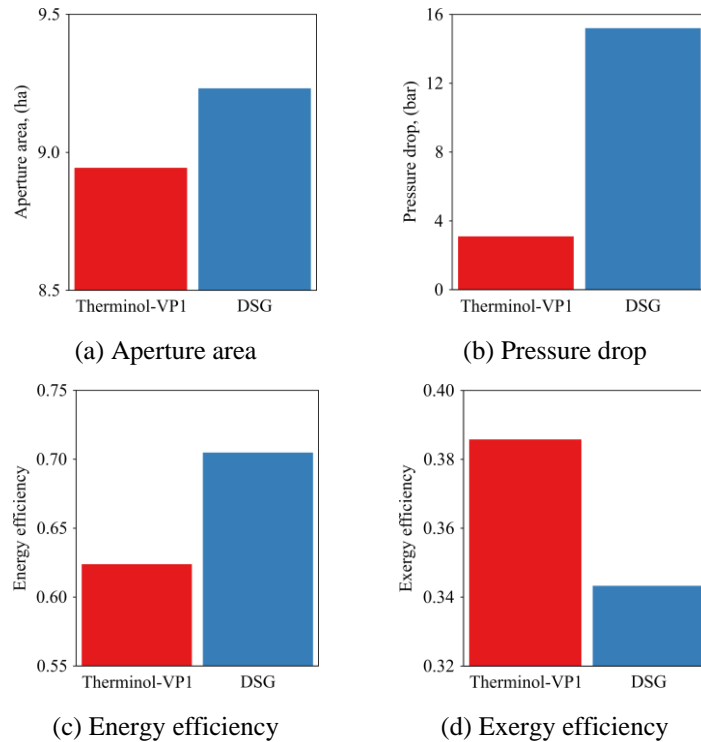 9.5
9.0
8.5
Aperture area, (ha)
Therminol-VP1 DSG
(a) Aperture area
16
12
8
4
0
Pressure drop, (bar)
Therminol-VP1 DSG
(b) Pressure drop
0.75
0.70
0.65
0.60
0.55
Energy efficiency
Therminol-VP1 DSG
(c) Energy efficiency
0.40
0.38
0.36
0.34
0.32
Exergy efficiency
Therminol-VP1 DSG
(d) Exergy efficiency